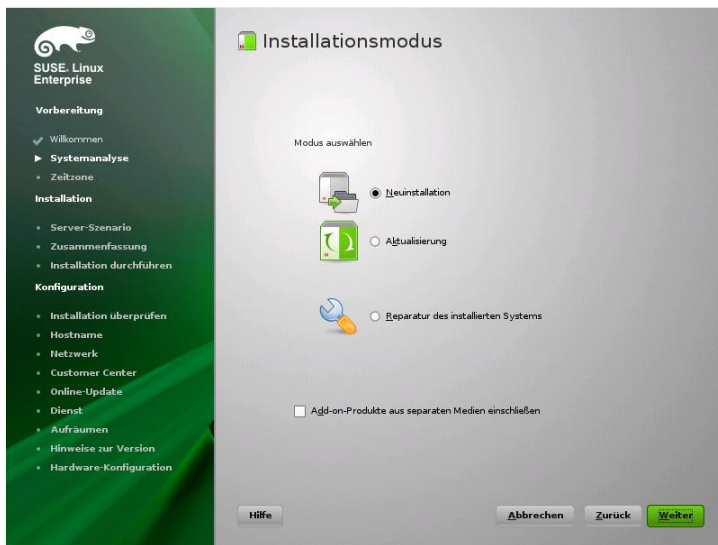 SUSE. Linux
Enterprise
Vorbereitung
Willkommen
Systemanalyse
Zeitzone
Installation
Server-Szenario
Zusammenfassung
Installation durchführen
Konfiguration
Installation überprüfen
Hostname
Netzwerk
Customer Center
Online-Update
Dienst
Aufräumen
Hinweise zur Version
Hardware-Konfiguration
Installationsmodus
Modus auswählen
Neuinstallation
Aktualisierung
Reparatur des installierten Systems
Add-on-Produkte aus separaten Medien einschließen
Hilfe
Abbrechen
Zurück
Weiter